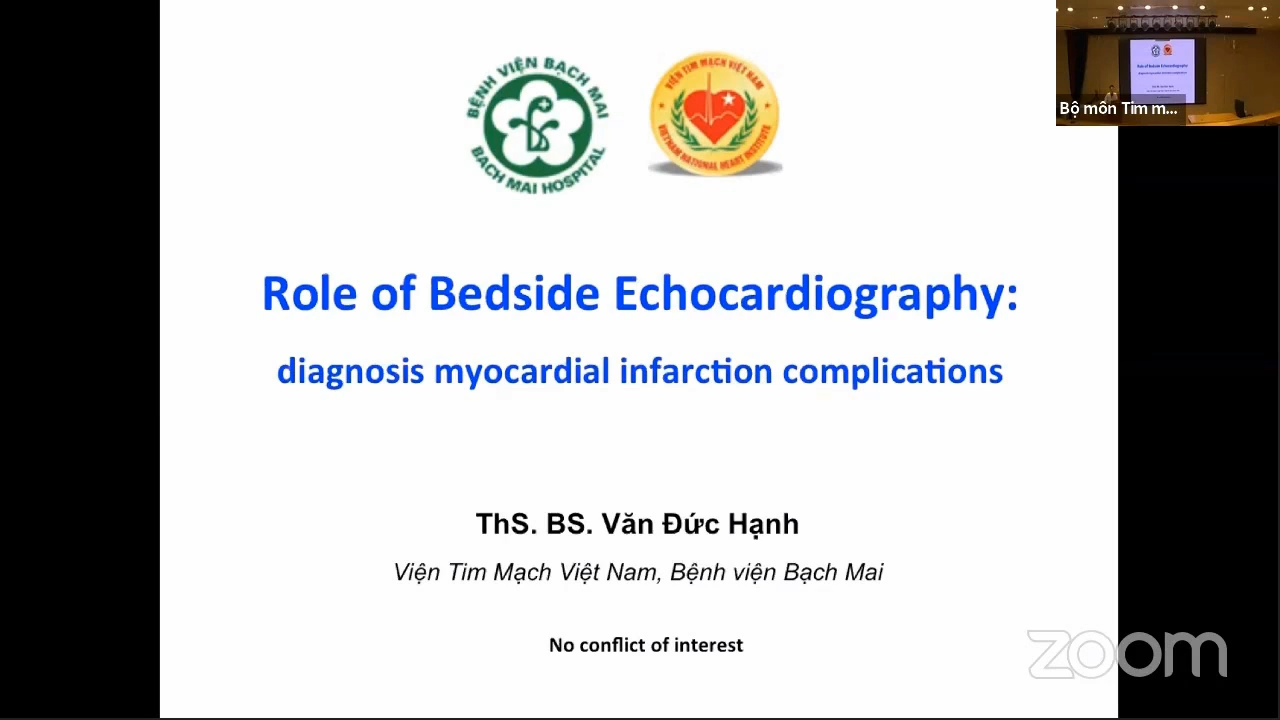 BỆNH VIỆN BẠCH MAI
BACH MAI HOSPITAL
VIỆN TIM MẠCH VIỆT NAM
VIETNAM NATIONAL HEART INSTITUTE
Bộ môn Tim m...
Role of Bedside Echocardiography:
diagnosis myocardial infarction complications
ThS. BS. Văn Đức Hạnh
Viện Tim Mạch Việt Nam, Bệnh viện Bạch Mai
No conflict of interest
zoom